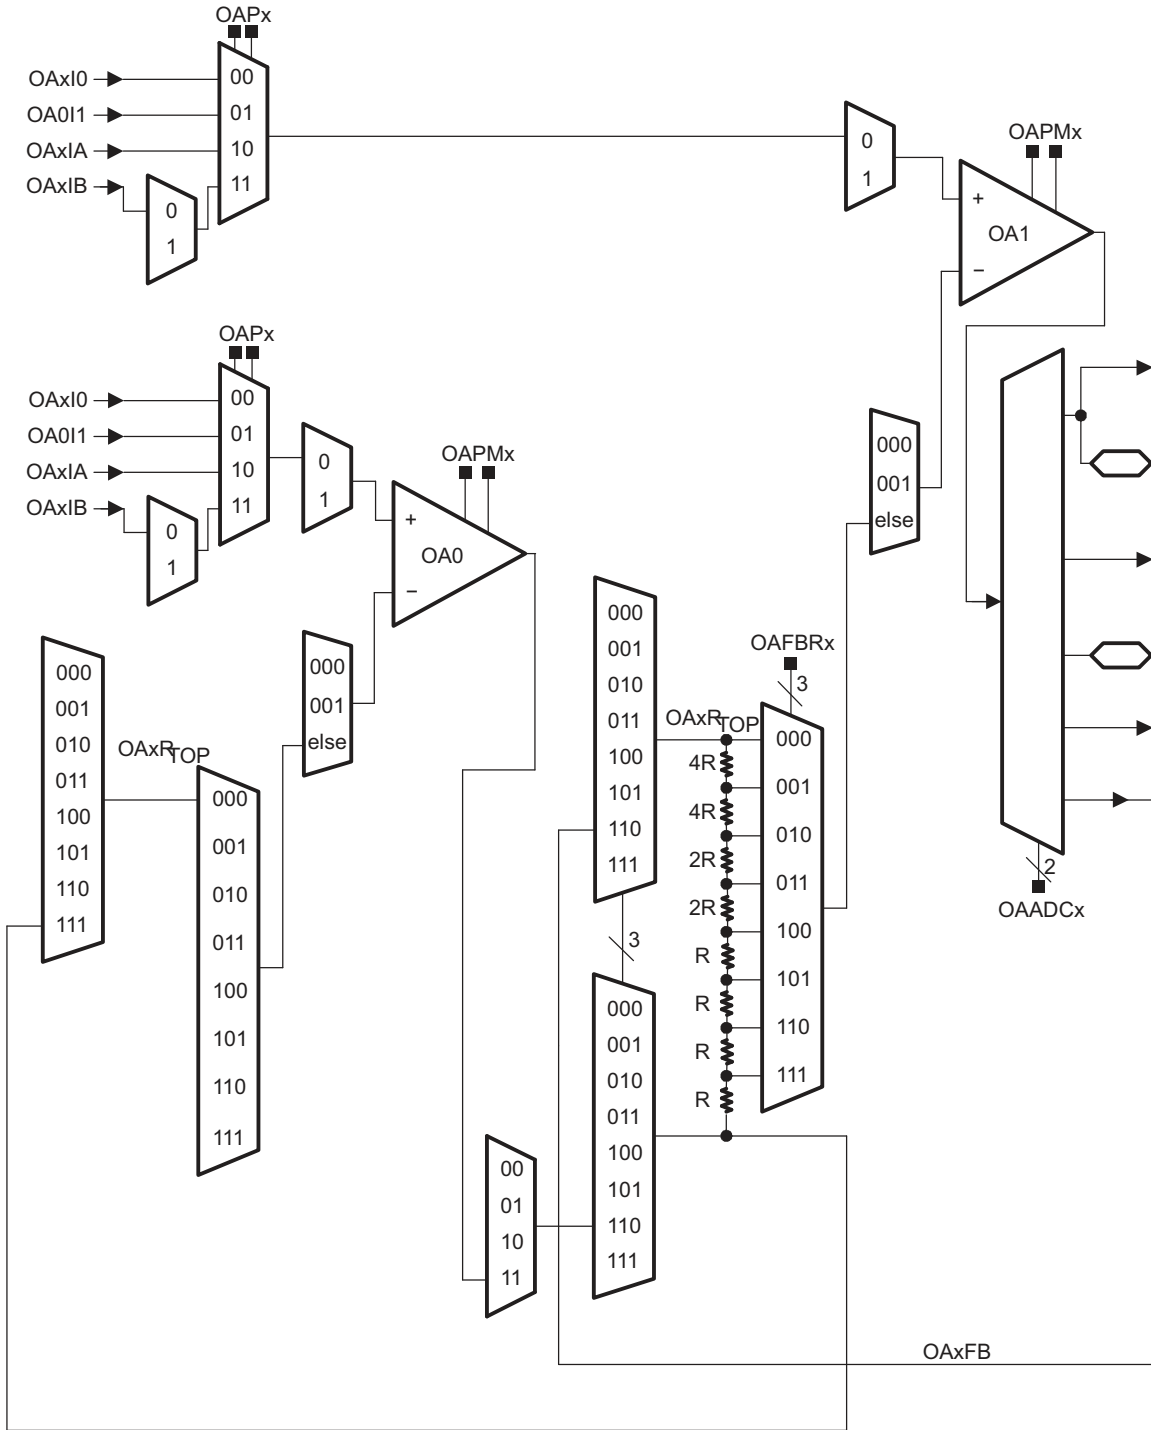 OAPx
OAxI0
OA0I1
OAxIA
OAxIB
00
01
10
11
0
1
0
1
OAPMx
+
OA1
−
OAPx
OAxI0
OA0I1
OAxIA
OAxIB
00
01
10
11
0
1
0
1
OAPMx
+
OA0
−
000
001
else
000
001
else
000
001
010
011
100
101
110
111
OAxRTOP
000
001
010
011
100
101
110
111
000
001
010
011
100
101
110
111
3
OAxRTOP
4R
4R
2R
2R
R
R
R
R
OAFBRx
3
000
001
010
011
100
101
110
111
2
OAADCx
00
01
10
11
000
001
010
011
100
101
110
111
OAxFB